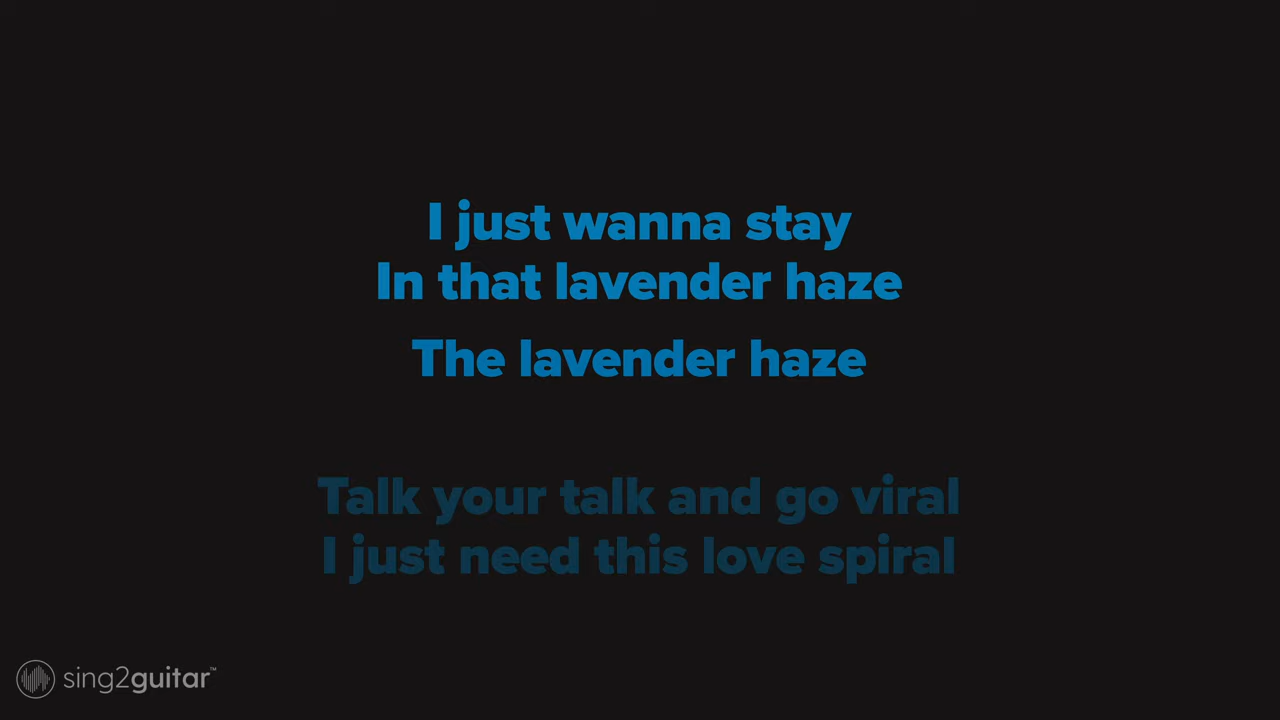 I just wanna stay
In that lavender haze
The lavender haze
Talk your talk and go viral
I just need this love spiral
sing2guitar™